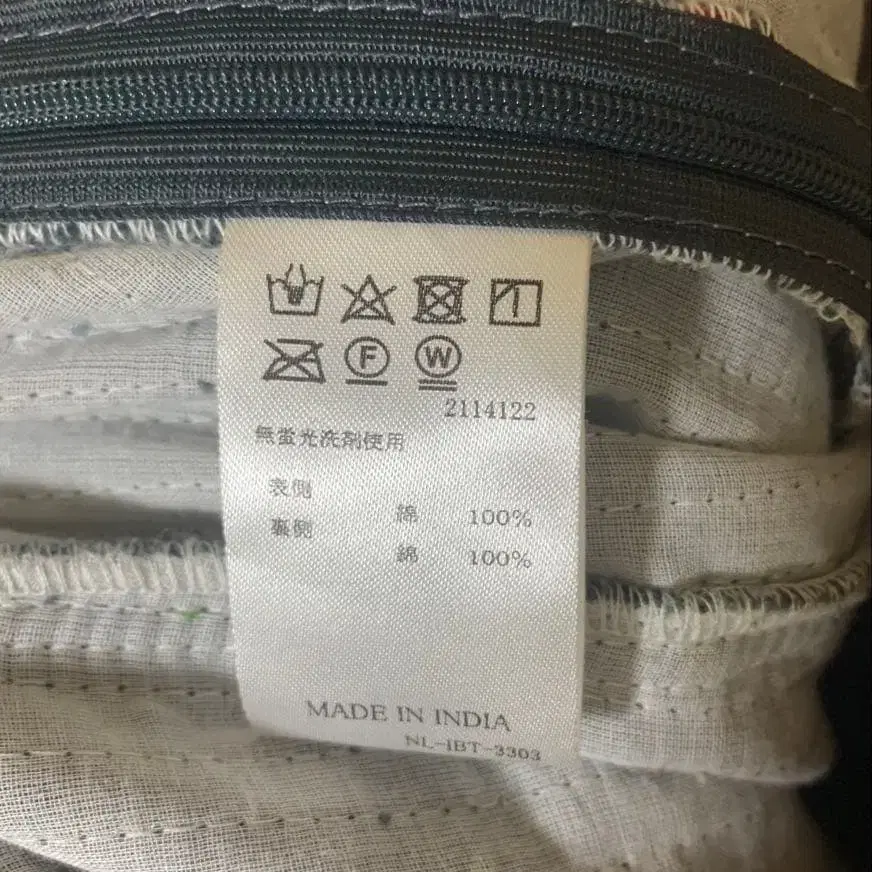 F W
2114122
無蛍光洗剤使用
表側 綿 100%
裏側 綿 100%
MADE IN INDIA
NL-IBT-3303